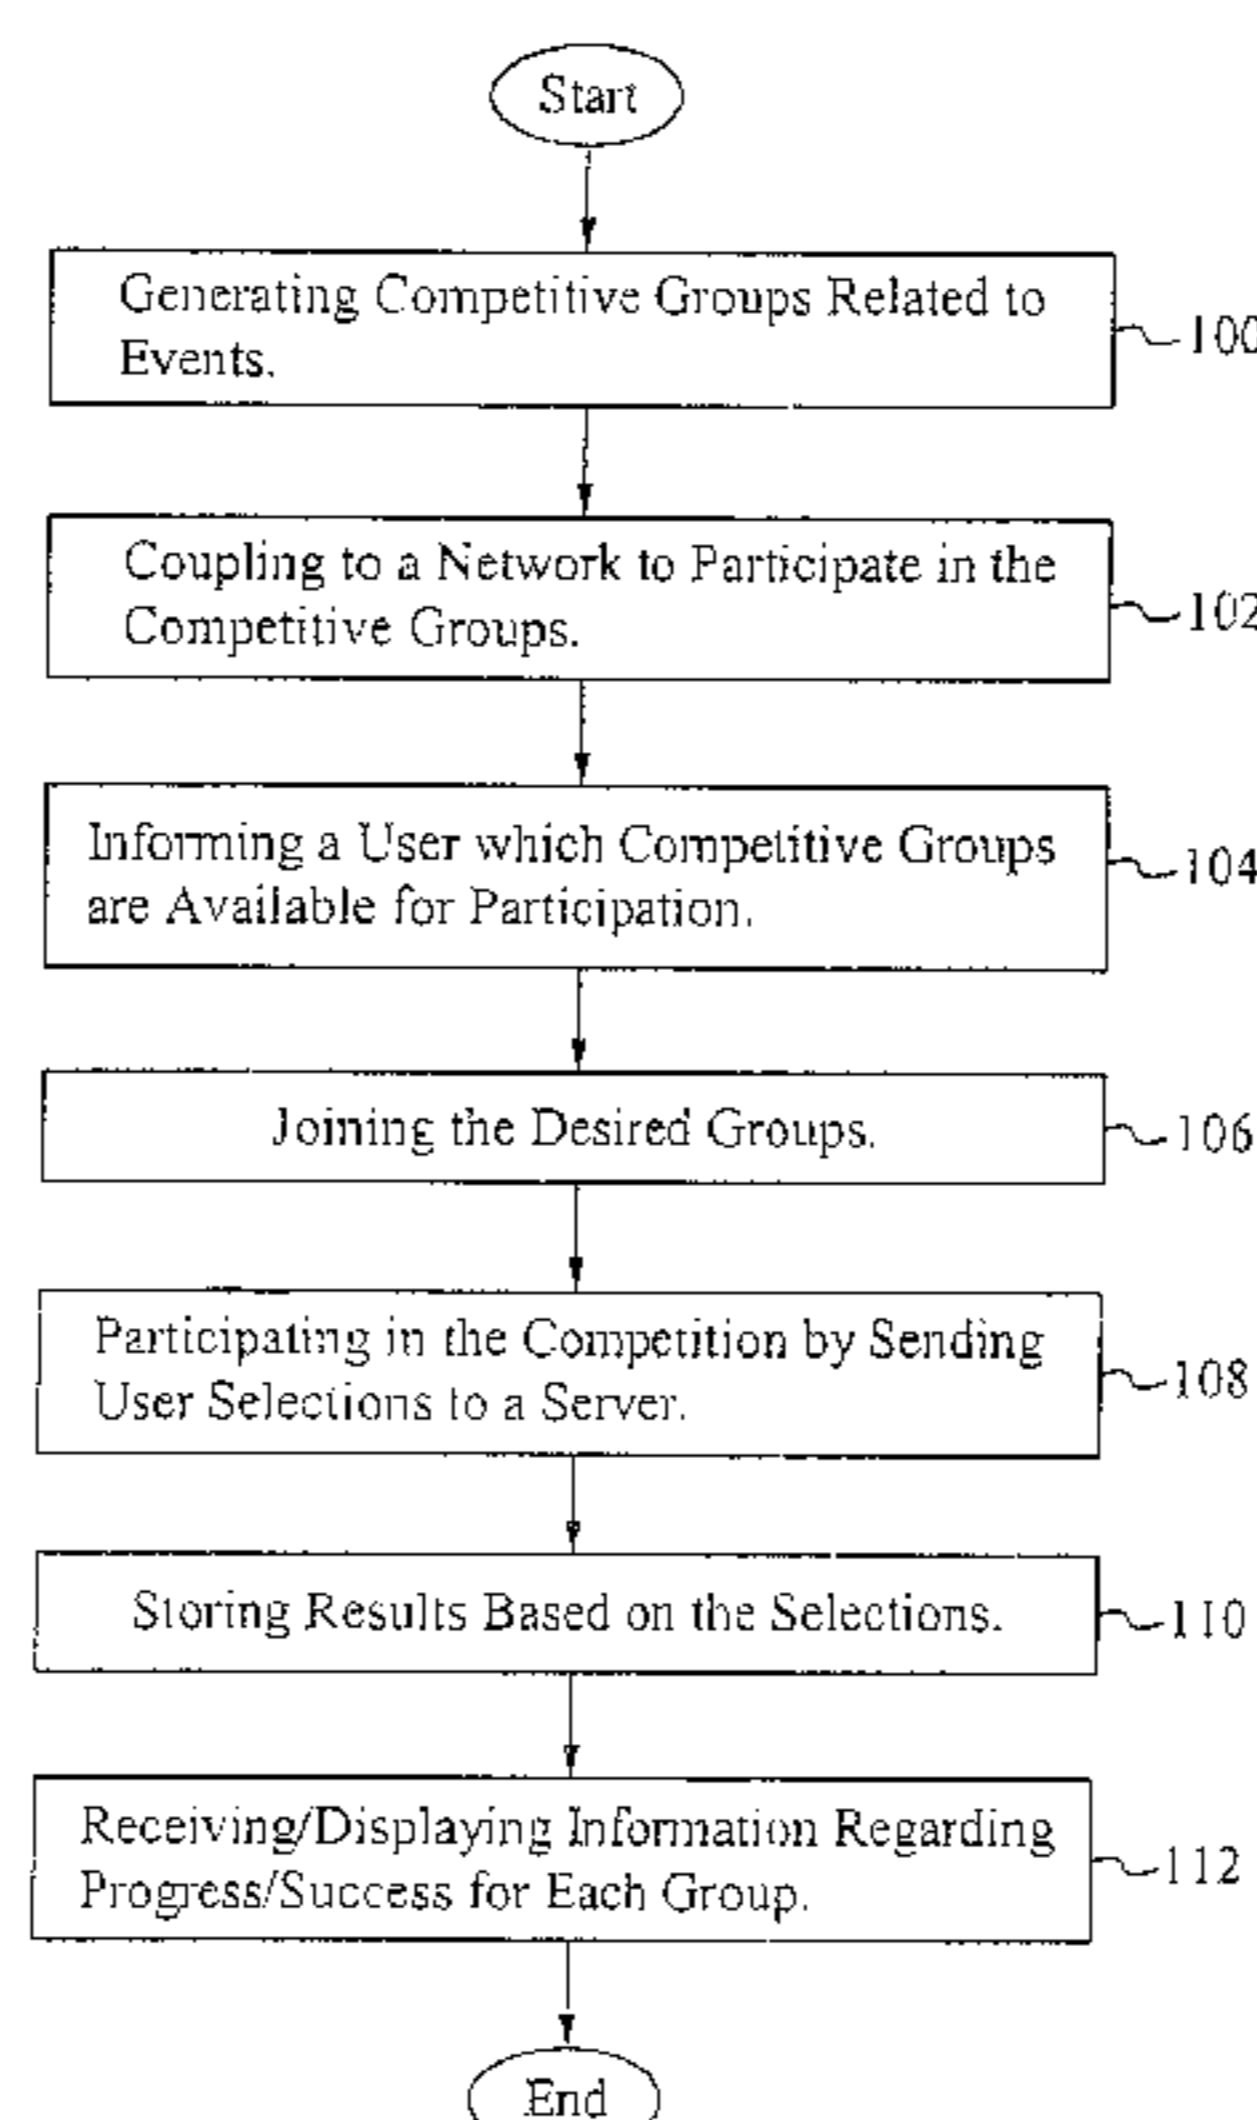 Start
Generating Competitive Groups Related to
Events.
100
Coupling to a Network to Participate in the
Competitive Groups.
102
Informing a User which Competitive Groups
are Available for Participation.
104
Joining the Desired Groups.
106
Participating in the Competition by Sending
User Selections to a Server.
108
Storing Results Based on the Selections.
110
Receiving/Displaying Information Regarding
Progress/Success for Each Group.
112
End